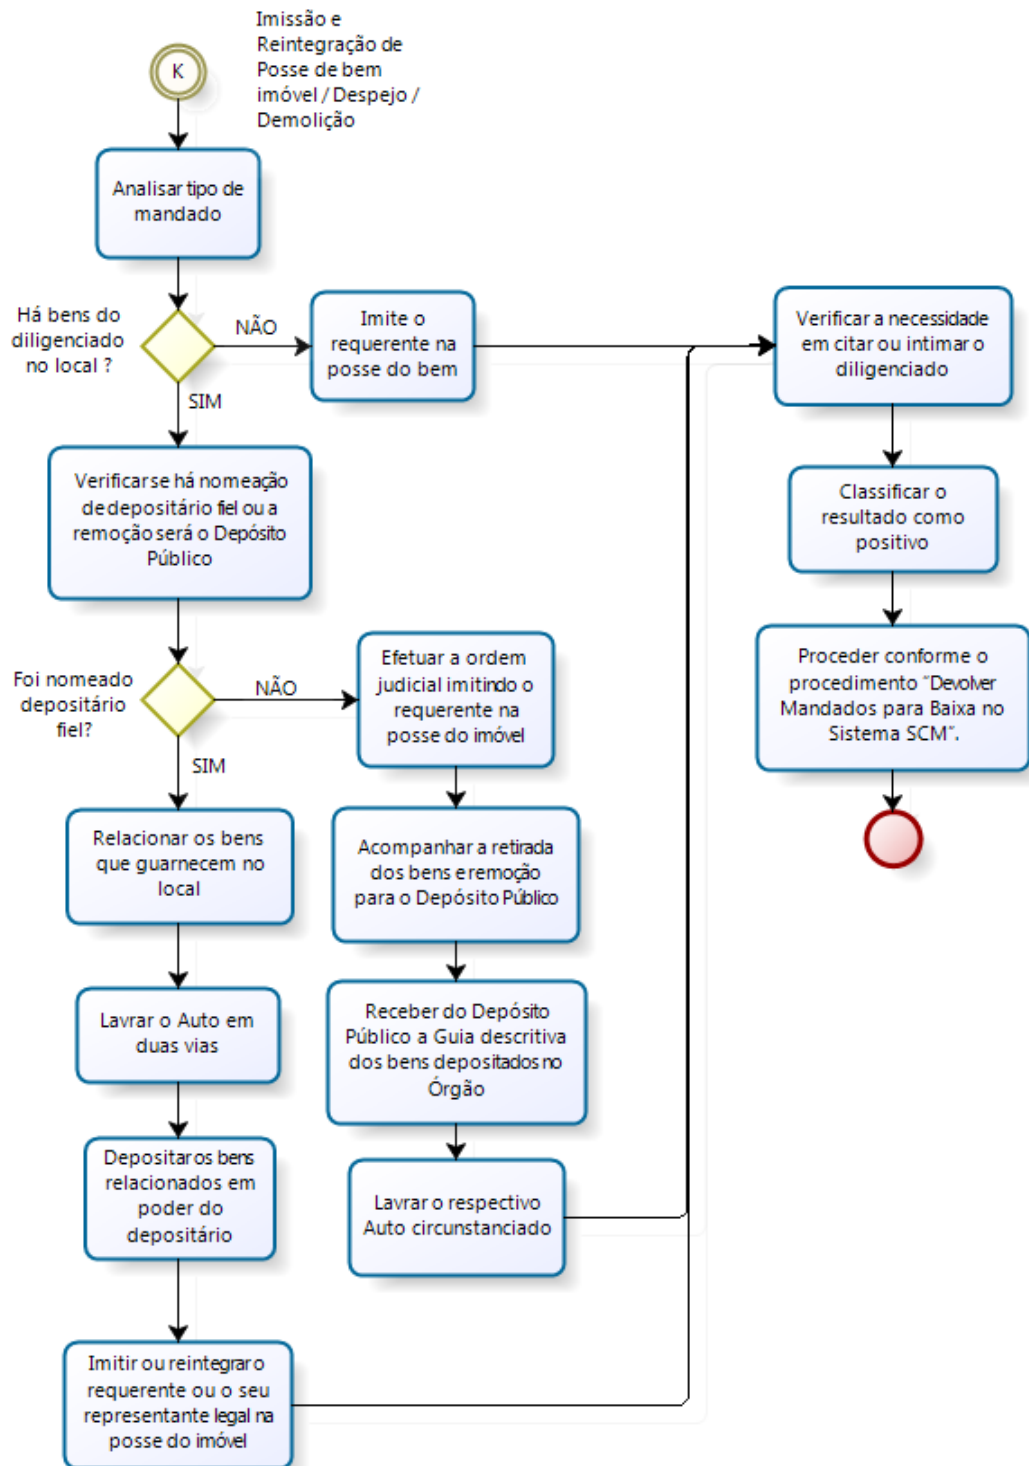 Imissão e
Reintegração de
Posse de bem
imóvel / Despejo /
Demolição
K
Analisar tipo de
mandado
Há bens do
diligenciado
no local ?
NÃO
SIM
Imite o
requerente na
posse do bem
Verificar a necessidade
em citar ou intimar o
diligenciado
Verificar se há nomeação
de depositário fiel ou a
remoção será o Depósito
Público
Classificar o
resultado como
positivo
Foi nomeado
depositário
fiel?
NÃO
SIM
Efetuar a ordem
judicial imitindo o
requerente na
posse do imóvel
Proceder conforme o
procedimento “Devolver
Mandados para Baixa no
Sistema SCM”.
Relacionar os bens
que guarnecem no
local
Acompanhar a retirada
dos bens e remoção
para o Depósito Público
Lavrar o Auto em
duas vias
Receber do Depósito
Público a Guia descritiva
dos bens depositados no
Órgão
Depositar os bens
relacionados em
poder do
depositário
Lavrar o respectivo
Auto circunstanciado
Imitir ou reintegrar o
requerente ou o seu
representante legal na
posse do imóvel